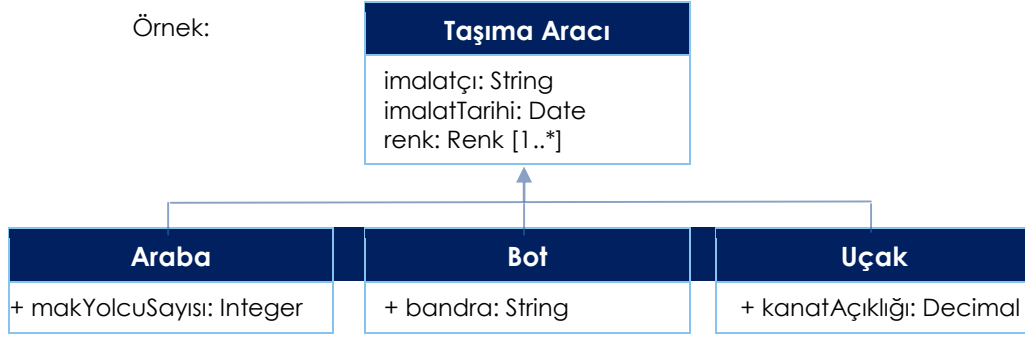 Örnek:
Taşıma Aracı
imalatçı: String
imalatTarihi: Date
renk: Renk [1..*]
Araba
Bot
Uçak
+ makYolcuSayısı: Integer
+ bandra: String
+ kanatAçıklığı: Decimal